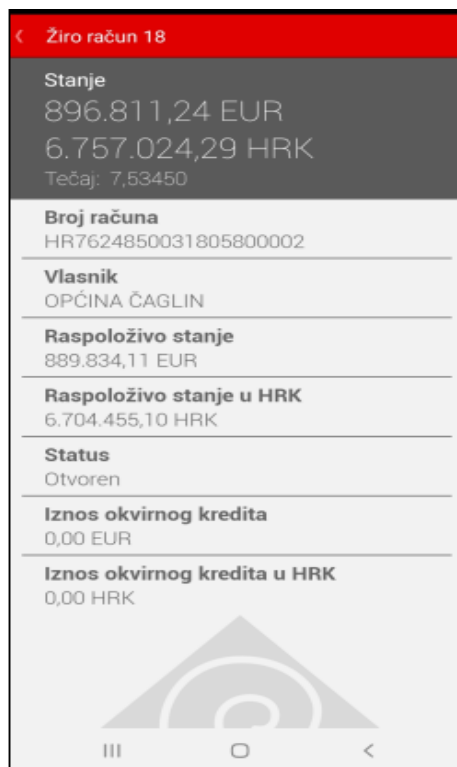 Žiro račun 18
Stanje
896.811,24 EUR
6.757.024,29 HRK
Tečaj: 7,53450
Broj računa
HR7624850031805800002
Vlasnik
OPĆINA ČAGLIN
Raspoloživo stanje
889.834,11 EUR
Raspoloživo stanje u HRK
6.704.455,10 HRK
Status
Otvoren
Iznos okvirnog kredita
0,00 EUR
Iznos okvirnog kredita u HRK
0,00 HRK